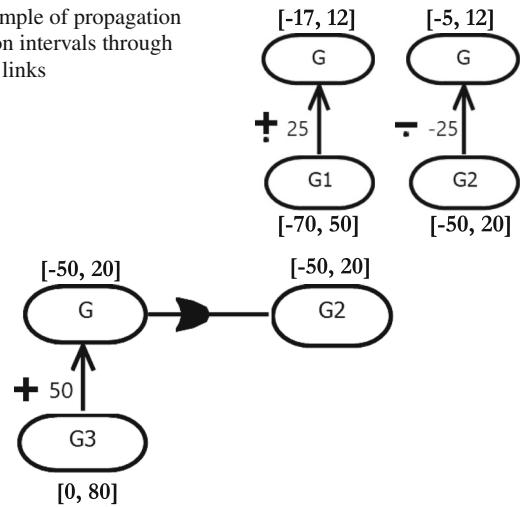 mple of propagation
on intervals through
links
[-17, 12] [-5, 12]
G G
+ 25 - -25
G1 G2
[-70, 50] [-50, 20]
[-50, 20] [-50, 20]
G G2
+ 50
G3
[0, 80]